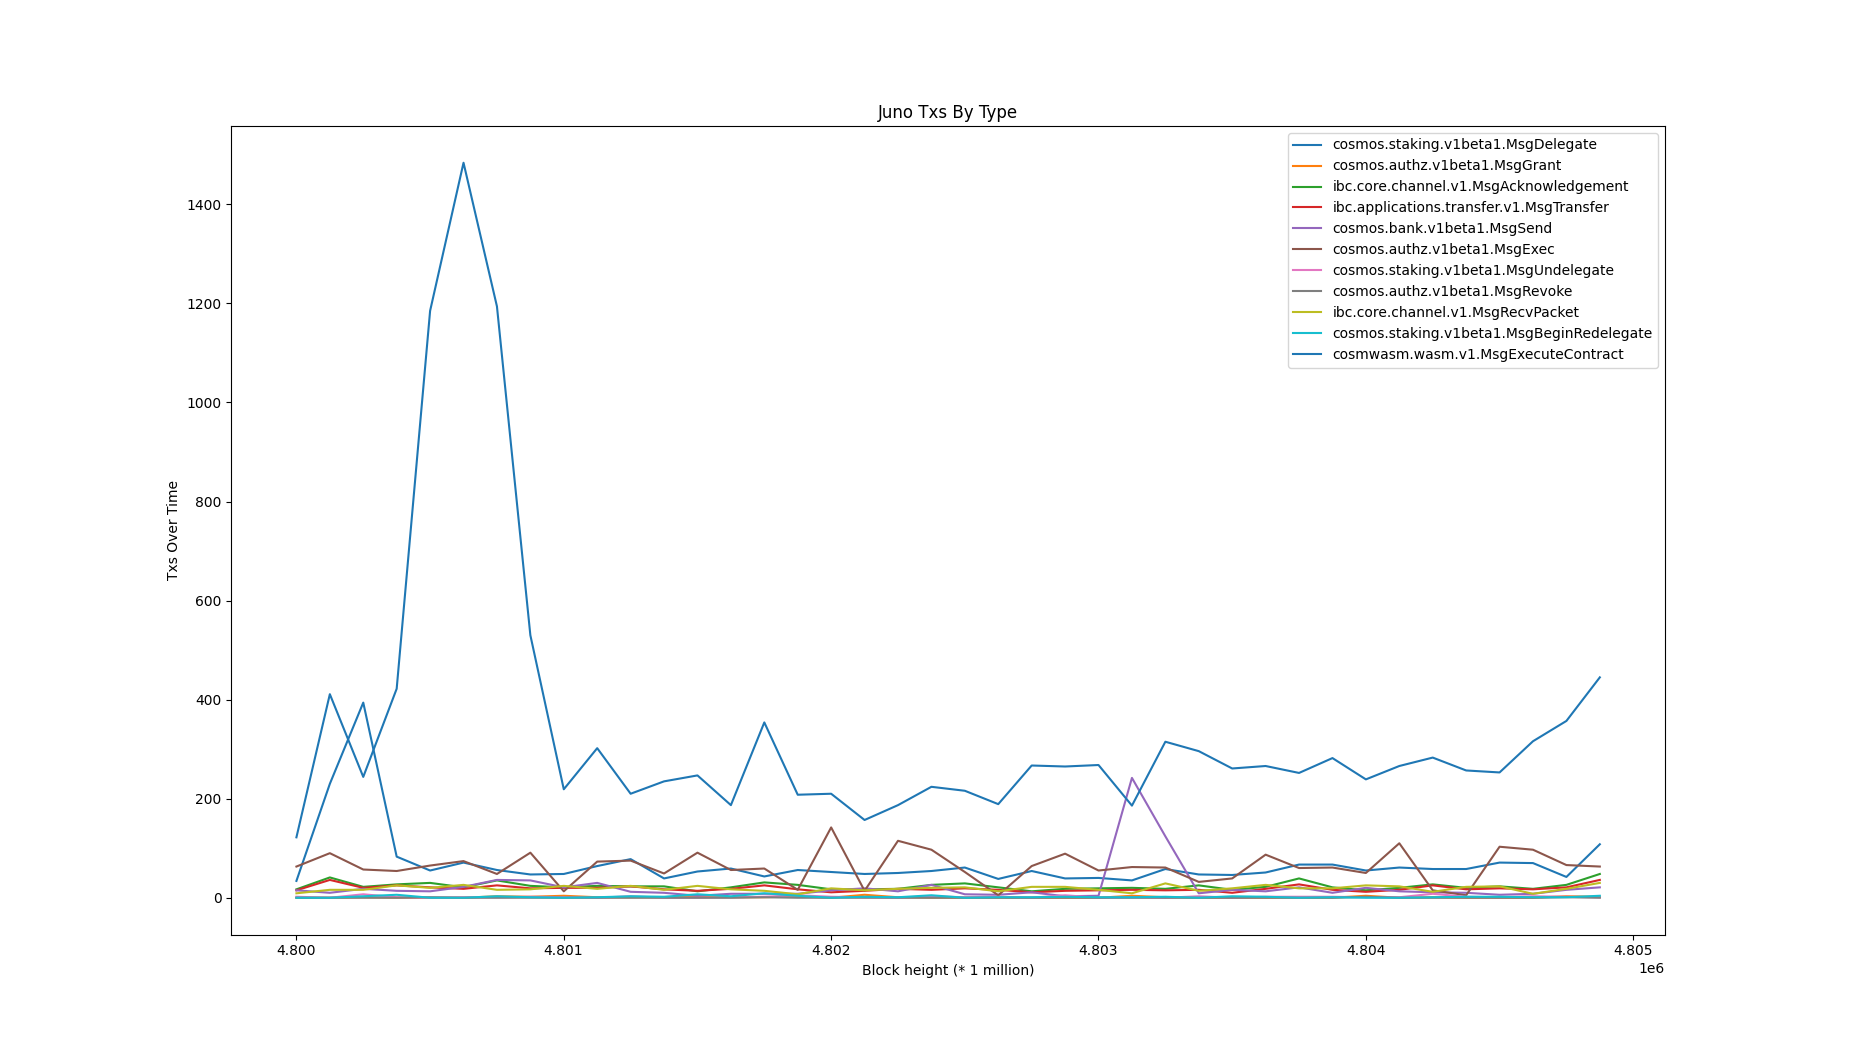 Juno Txs By Type
cosmos.staking.v1beta1.MsgDelegate
cosmos.authz.v1beta1.MsgGrant
ibc.core.channel.v1.MsgAcknowledgement
ibc.applications.transfer.v1.MsgTransfer
cosmos.bank.v1beta1.MsgSend
cosmos.authz.v1beta1.MsgExec
cosmos.staking.v1beta1.MsgUndelegate
cosmos.authz.v1beta1.MsgRevoke
ibc.core.channel.v1.MsgRecvPacket
cosmos.staking.v1beta1.MsgBeginRedelegate
cosmwasm.wasm.v1.MsgExecuteContract
1400
1200
1000
800
600
400
200
0
Txs Over Time
4.800 4.801 4.802 4.803 4.804 4.805
1e6
Block height (* 1 million)